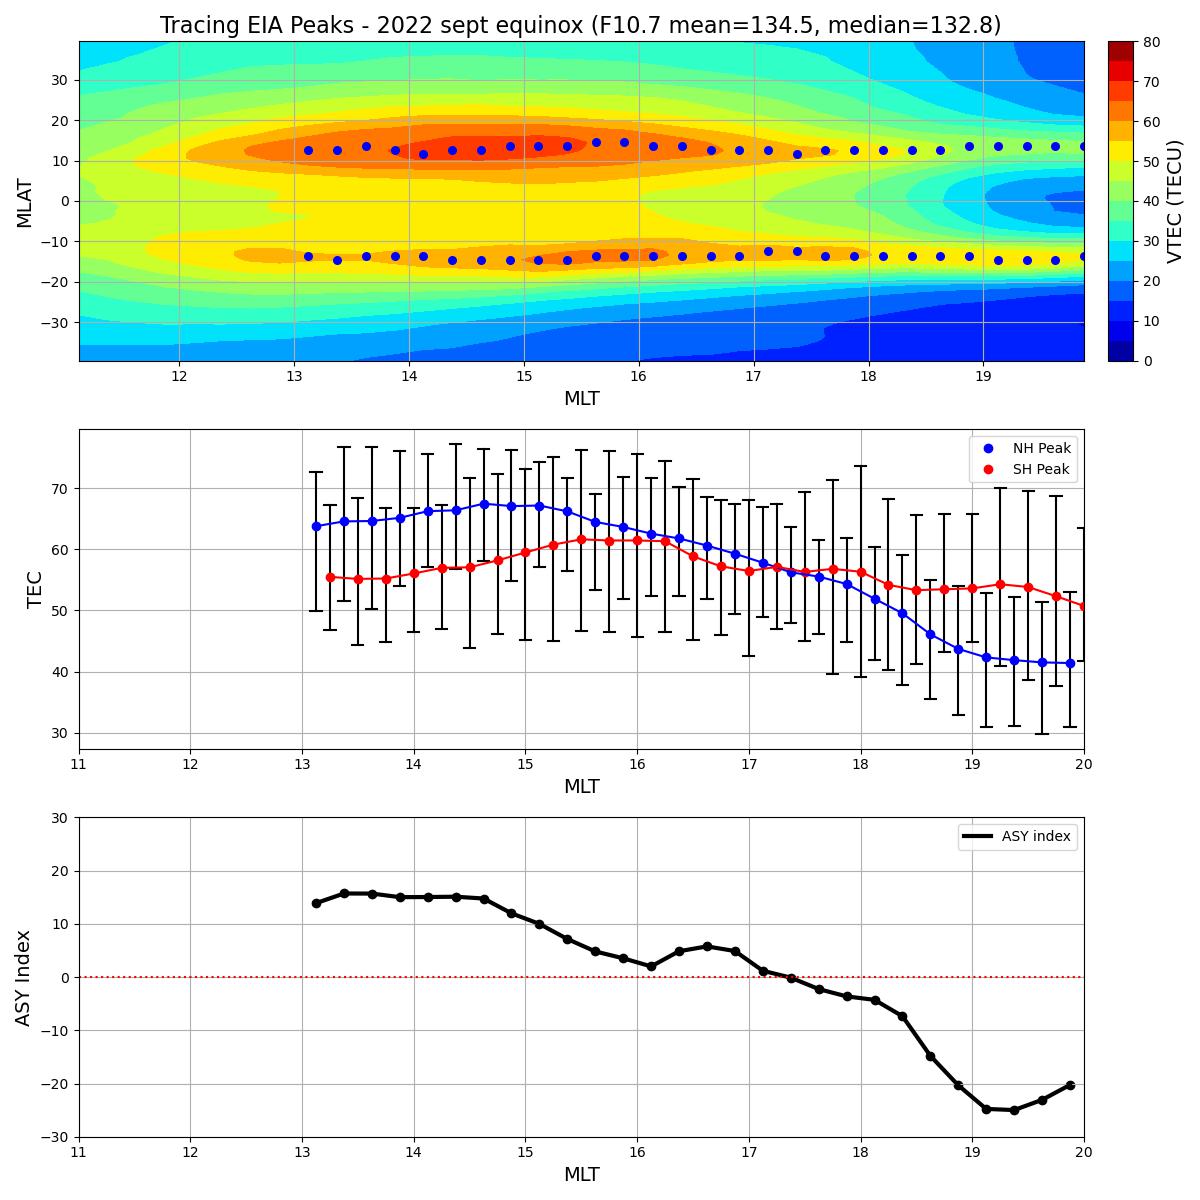 Tracing EIA Peaks - 2022 sept equinox (F10.7 mean=134.5, median=132.8)
MLAT
30
20
10
0
−10
−20
−30
12 13 14 15 16 17 18 19
MLT
80
70
60
50
40
30
20
10
0
VTEC (TECU)
TEC
70
60
50
40
30
NH Peak
SH Peak
11 12 13 14 15 16 17 18 19 20
MLT
ASY Index
30
20
10
0
−10
−20
−30
ASY index
11 12 13 14 15 16 17 18 19 20
MLT